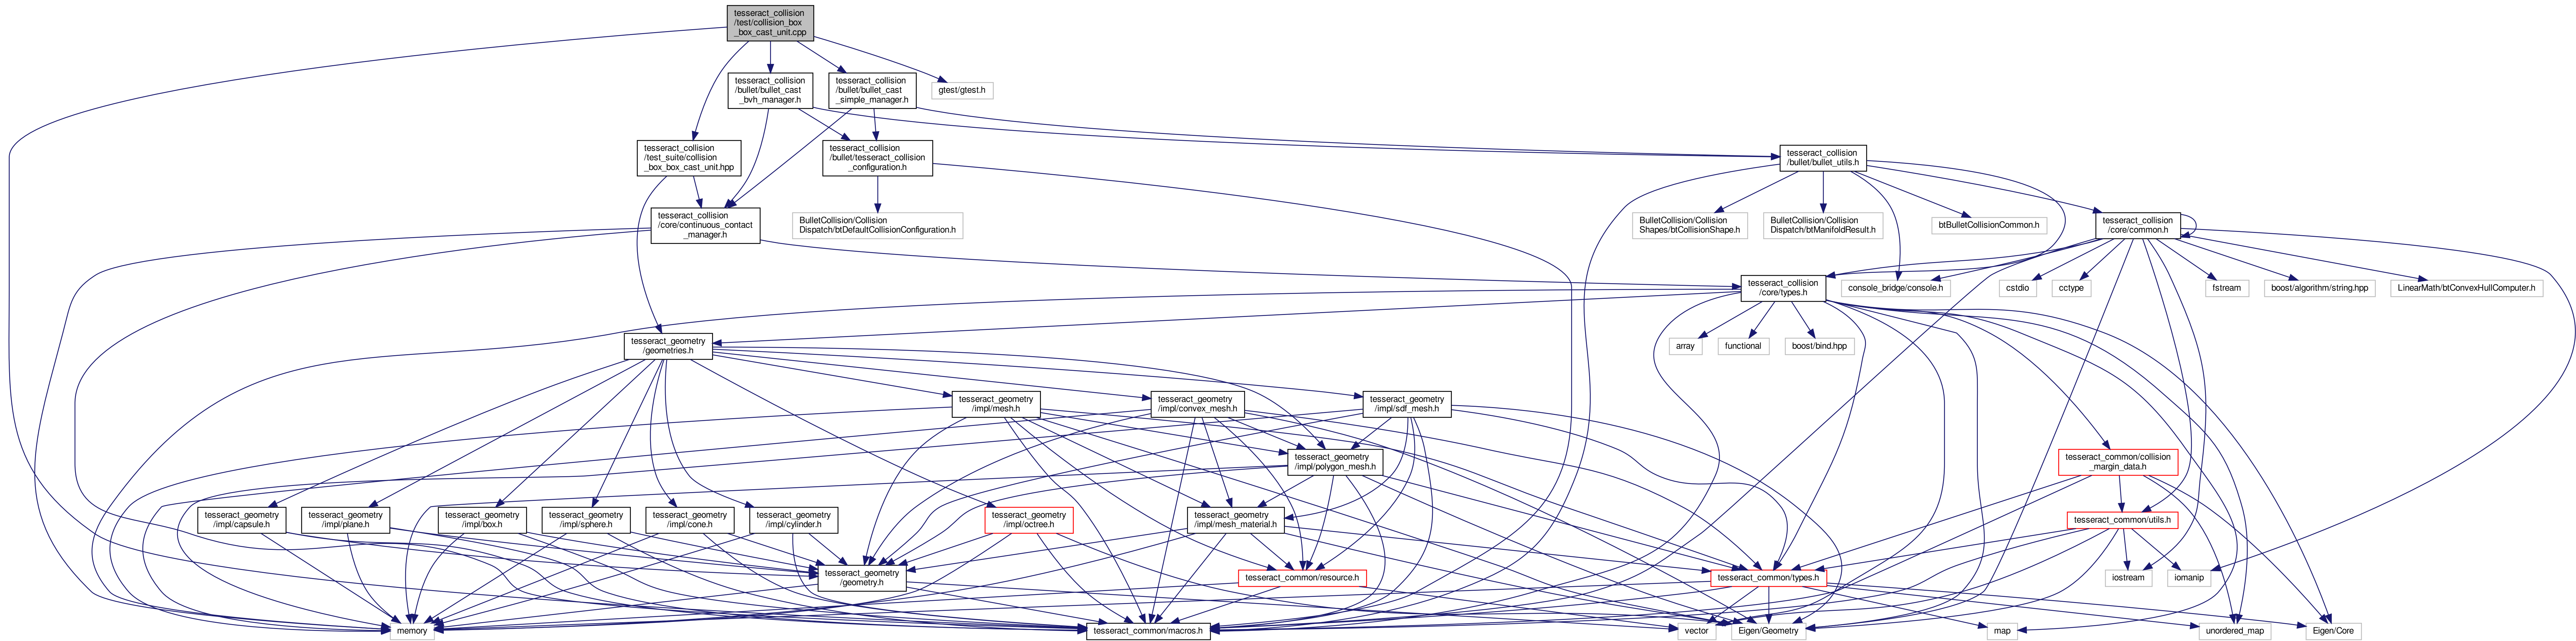 tesseract_collision
/test/collision_box
_box_cast_unit.cpp
tesseract_collision
/bullet/bullet_cast
_bvh_manager.h
tesseract_collision
/bullet/bullet_cast
_simple_manager.h
gtest/gtest.h
tesseract_collision
/test_suite/collision
_box_box_cast_unit.hpp
tesseract_collision
/bullet/tesseract_collision
_configuration.h
tesseract_collision
/bullet/bullet_utils.h
tesseract_collision
/core/continuous_contact
_manager.h
BulletCollision/Collision
Dispatch/btDefaultCollisionConfiguration.h
BulletCollision/Collision
Shapes/btCollisionShape.h
BulletCollision/Collision
Dispatch/btManifoldResult.h
btBulletCollisionCommon.h
tesseract_collision
/core/common.h
tesseract_collision
/core/types.h
console_bridge/console.h
cstdio
cctype
fstream
boost/algorithm/string.hpp
LinearMath/btConvexHullComputer.h
tesseract_geometry
/geometries.h
array
functional
boost/bind.hpp
tesseract_geometry
/impl/mesh.h
tesseract_geometry
/impl/convex_mesh.h
tesseract_geometry
/impl/sdf_mesh.h
tesseract_geometry
/impl/polygon_mesh.h
tesseract_common/collision
_margin_data.h
tesseract_geometry
/impl/capsule.h
tesseract_geometry
/impl/plane.h
tesseract_geometry
/impl/box.h
tesseract_geometry
/impl/sphere.h
tesseract_geometry
/impl/cone.h
tesseract_geometry
/impl/cylinder.h
tesseract_geometry
/impl/octree.h
tesseract_geometry
/impl/mesh_material.h
tesseract_common/utils.h
tesseract_geometry
/geometry.h
tesseract_common/resource.h
tesseract_common/types.h
iostream
iomanip
memory
tesseract_common/macros.h
vector
Eigen/Geometry
map
unordered_map
Eigen/Core